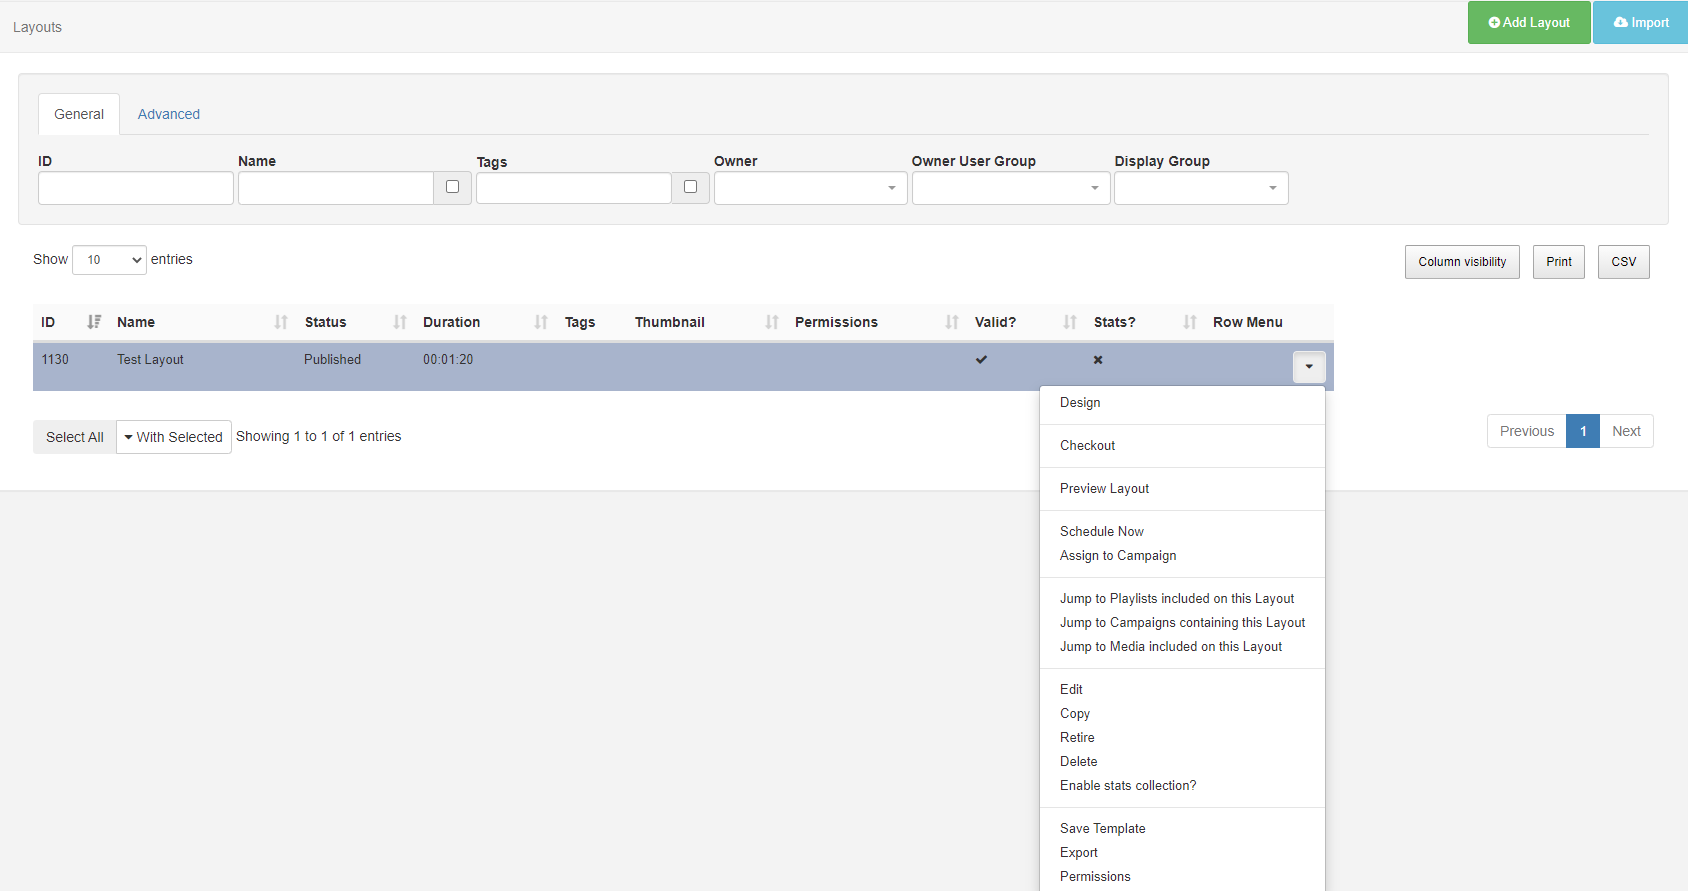 Layouts
Add Layout
Import
General
Advanced
ID
Name
Tags
Owner
Owner User Group
Display Group
Show 10 entries
Column visibility
Print
CSV
ID
Name
Status
Duration
Tags
Thumbnail
Permissions
Valid?
Stats?
Row Menu
1130
Test Layout
Published
00:01:20
Design
Checkout
Preview Layout
Schedule Now
Assign to Campaign
Jump to Playlists included on this Layout
Jump to Campaigns containing this Layout
Jump to Media included on this Layout
Edit
Copy
Retire
Delete
Enable stats collection?
Save Template
Export
Permissions
Select All
With Selected
Showing 1 to 1 of 1 entries
Previous
1
Next